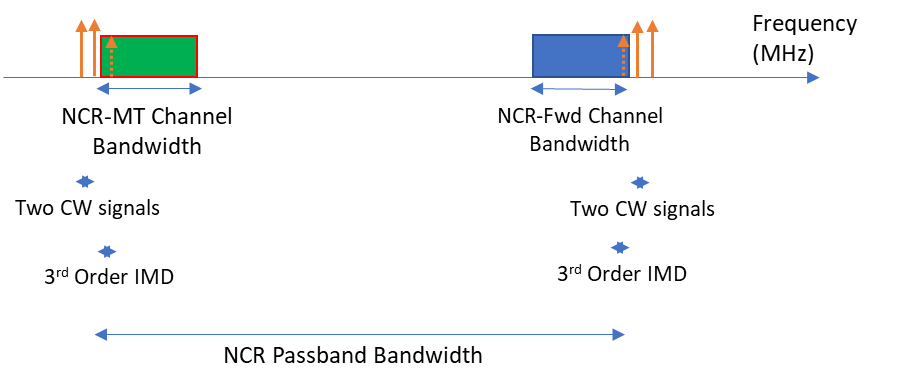 Frequency
(MHz)
NCR-MT Channel
Bandwidth
NCR-Fwd Channel
Bandwidth
Two CW signals
Two CW signals
3rd Order IMD
3rd Order IMD
NCR Passband Bandwidth